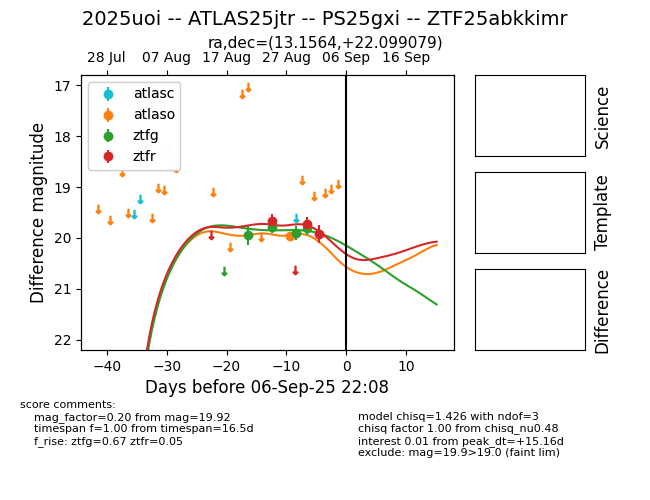 2025uoi -- ATLAS25jtr -- PS25gxi -- ZTF25abkkimr
ra,dec=(13.1564,+22.099079)
28 Jul 07 Aug 17 Aug 27 Aug 06 Sep 16 Sep
atlasc
atlaso
ztfg
ztfr
17
18
19
20
21
22
Difference magnitude
−40 −30 −20 −10 0 10
Days before 06-Sep-25 22:08
Science
Template
Difference
score comments:
mag_factor=0.20 from mag=19.92
timespan f=1.00 from timespan=16.5d
f_rise: ztfg=0.67 ztfr=0.05
model chisq=1.426 with ndof=3
chisq factor 1.00 from chisq_nu0.48
interest 0.01 from peak_dt=+15.16d
exclude: mag=19.9>19.0 (faint lim)